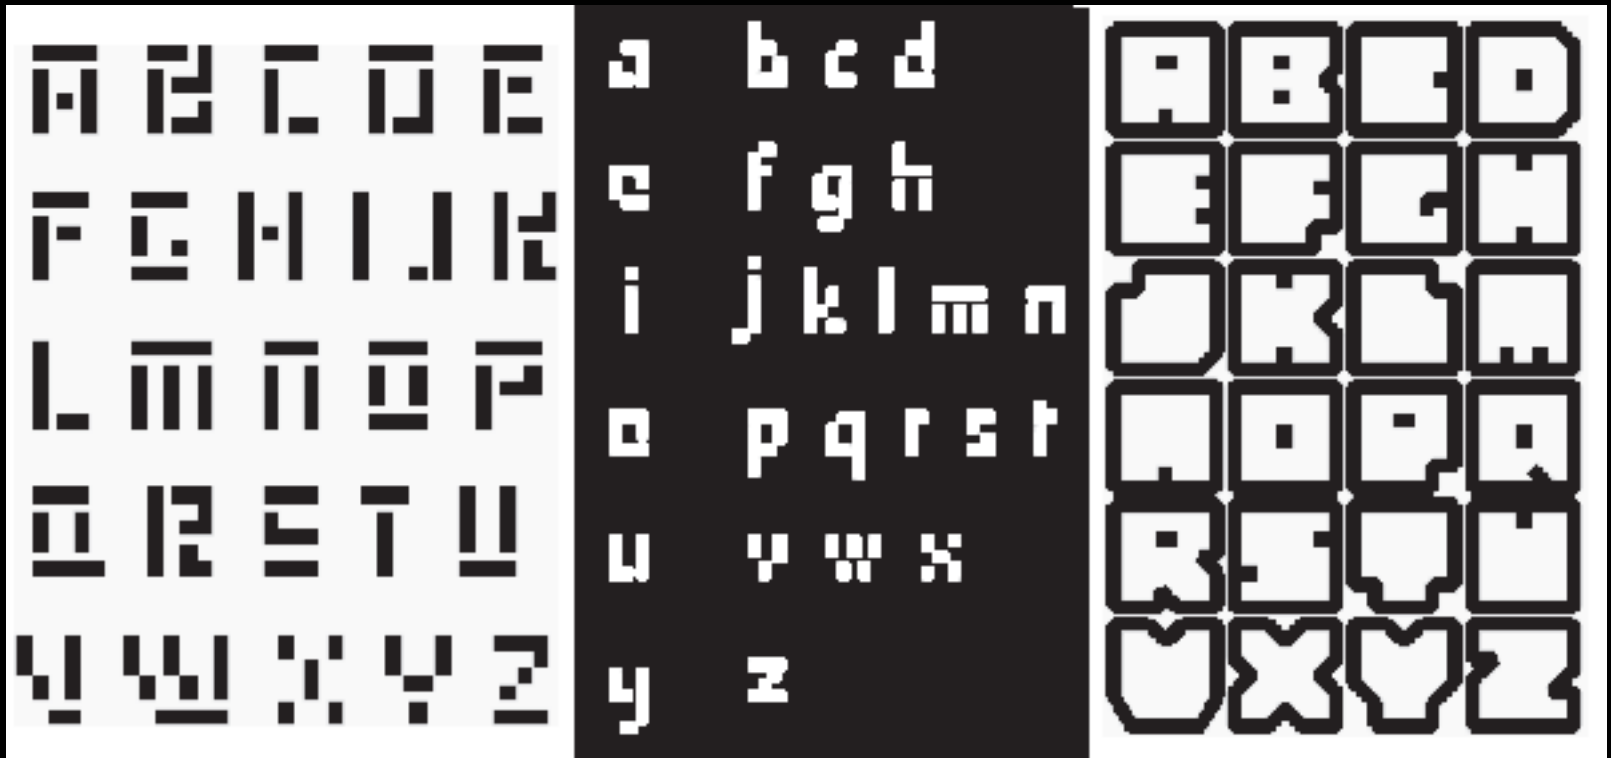 A B C D E
F G H I J K
L M N O P
Q R S T U
V W X Y Z
a b c d
e f g h
i j k l m n
o p q r s t
u v w x
y z
A B C D
E F G H
J K L M
N O P Q
R S T U
V X Y Z